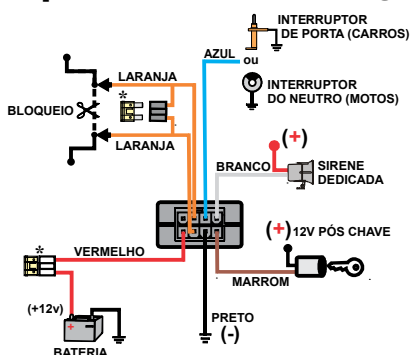 INTERRUPTOR
DE PORTA (CARROS)
AZUL
ou
INTERRUPTOR
DO NEUTRO (MOTOS)
LARANJA
*
BLOQUEIO
LARANJA
(+)
BRANCO
SIRENE
DEDICADA
(+) 12V PÓS CHAVE
VERMELHO
*
MARROM
(+12v)
+
-
PRETO
(-)
BATERIA